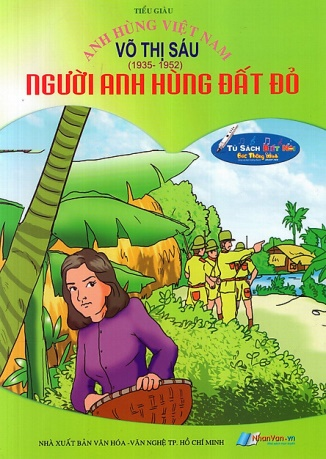 TIỂU GIÀU
ANH HÙNG VIỆT NAM
VÕ THỊ SÁU
(1935- 1952)
NGƯỜI ANH HÙNG ĐẤT ĐỎ
TỦ SÁCH
NHÀ XUẤT BẢN VĂN HÓA -VĂN NGHỆ TP. HỒ CHÍ MINH
NhanVan.vn